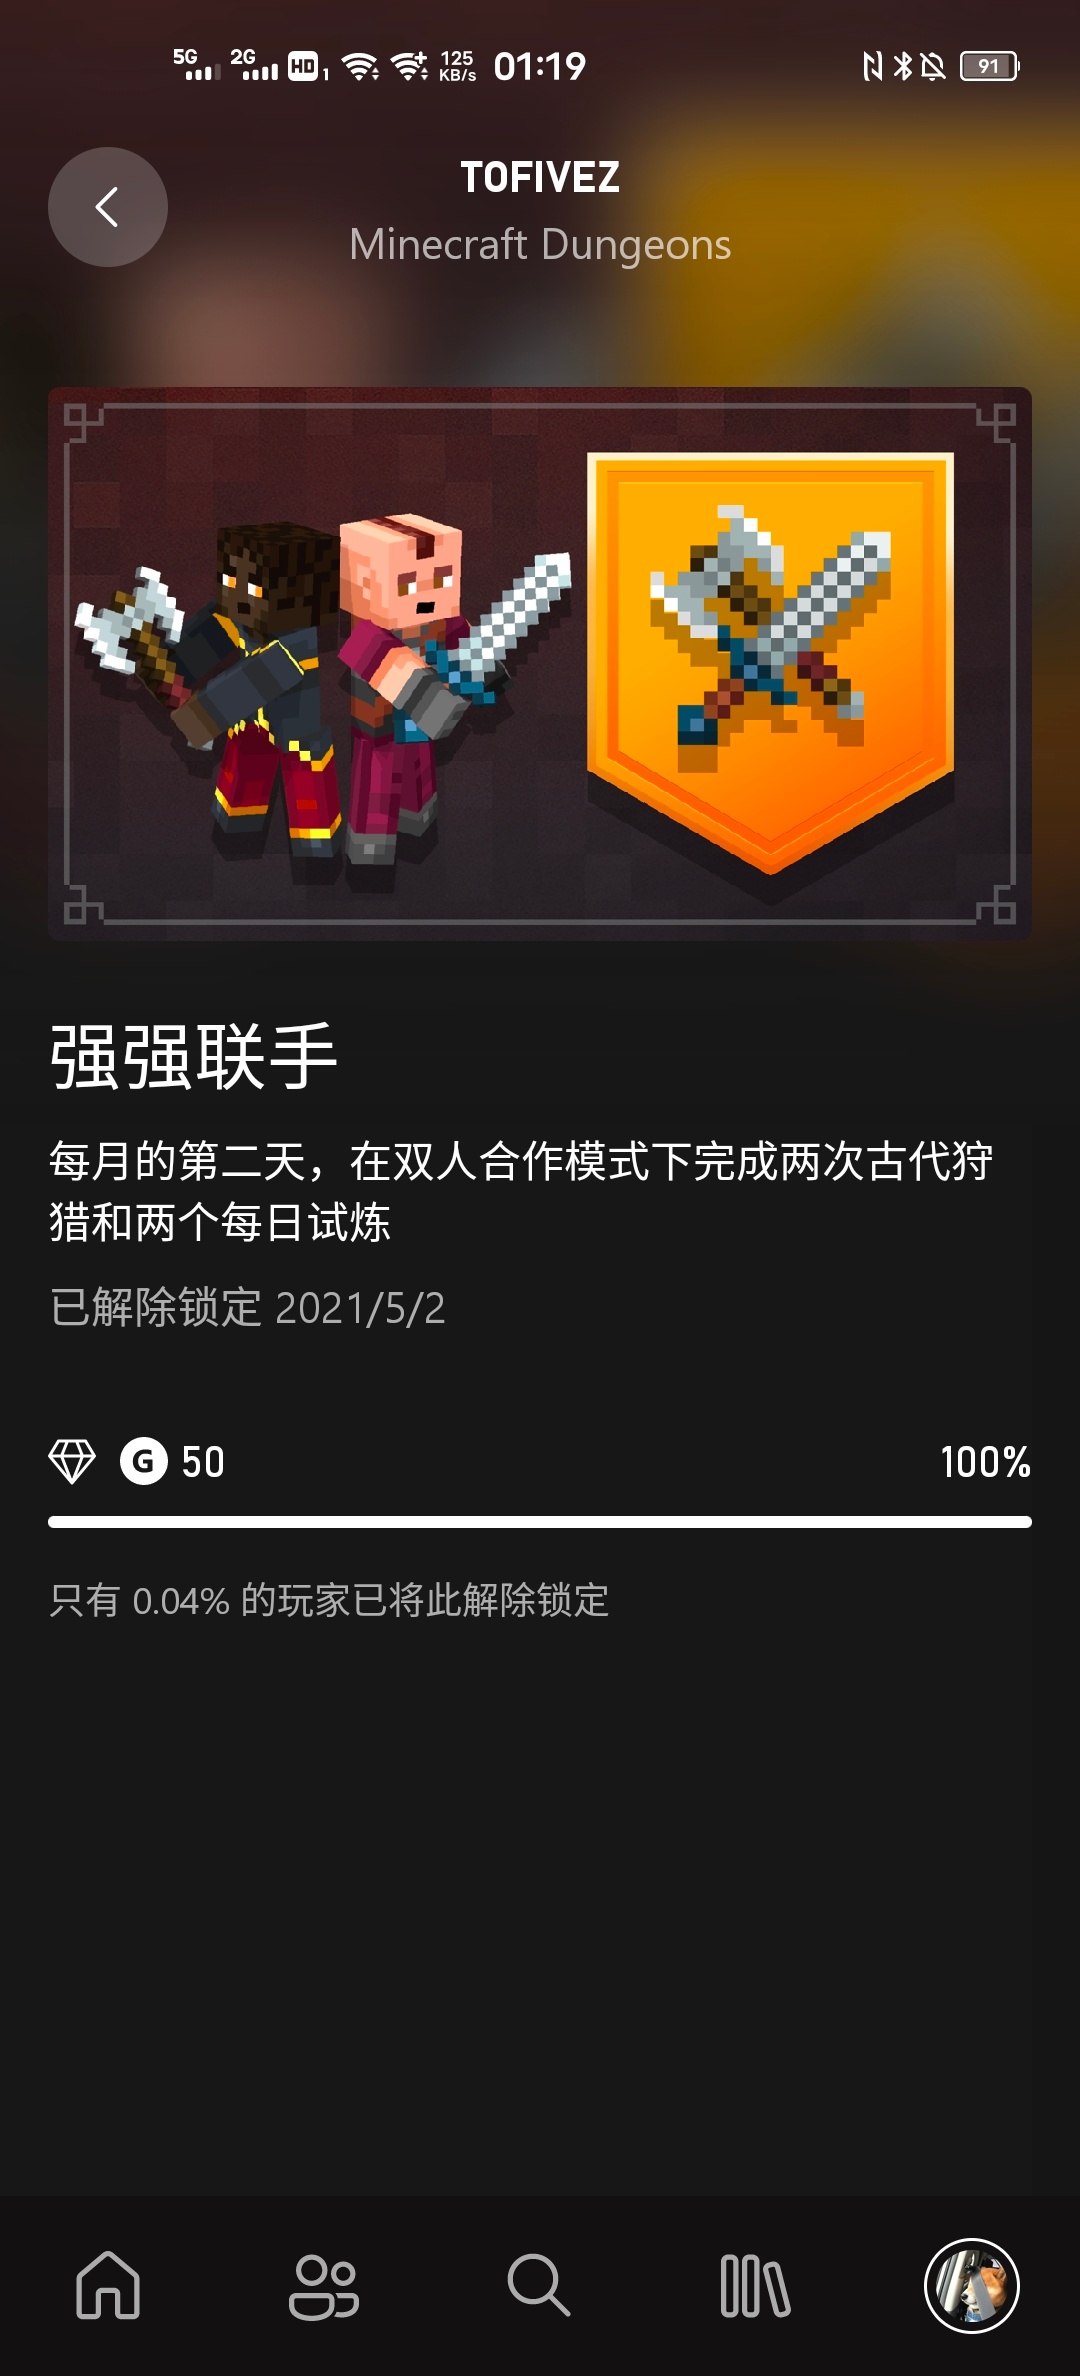 5G 2G HD 1 125 KB/s 01:19 91
TOFIVEZ
Minecraft Dungeons
强强联手
每月的第二天，在双人合作模式下完成两次古代狩
猎和两个每日试炼
已解除锁定 2021/5/2
G 50 100%
只有 0.04% 的玩家已将此解除锁定